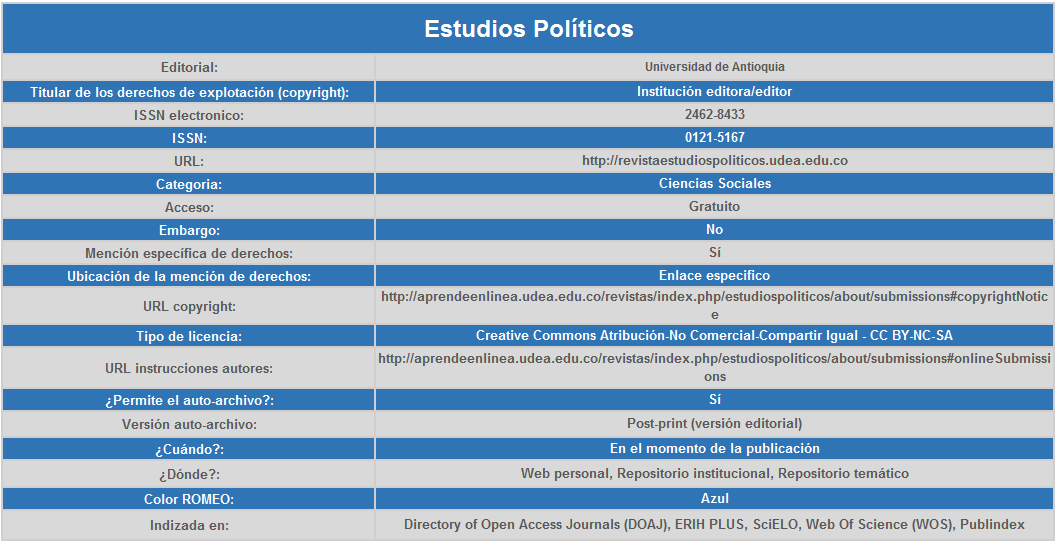 Estudios Políticos
Editorial: Universidad de Antioquia
Titular de los derechos de explotación (copyright): Institución editora/editor
ISSN electronico: 2462-8433
ISSN: 0121-5167
URL: http://revistaestudiospoliticos.udea.edu.co
Categoria: Ciencias Sociales
Acceso: Gratuito
Embargo: No
Mención específica de derechos: Sí
Ubicación de la mención de derechos: Enlace especifico
URL copyright: http://aprendeenlinea.udea.edu.co/revistas/index.php/estudiospoliticos/about/submissions#copyrightNotic
e
Tipo de licencia: Creative Commons Atribución-No Comercial-Compartir Igual - CC BY-NC-SA
URL instrucciones autores: http://aprendeenlinea.udea.edu.co/revistas/index.php/estudiospoliticos/about/submissions#onlineSubmissi
ons
¿Permite el auto-archivo?: Sí
Versión auto-archivo: Post-print (versión editorial)
¿Cuándo?: En el momento de la publicación
¿Dónde?: Web personal, Repositorio institucional, Repositorio temático
Color ROMEO: Azul
Indizada en: Directory of Open Access Journals (DOAJ), ERIH PLUS, SciELO, Web Of Science (WOS), Publindex